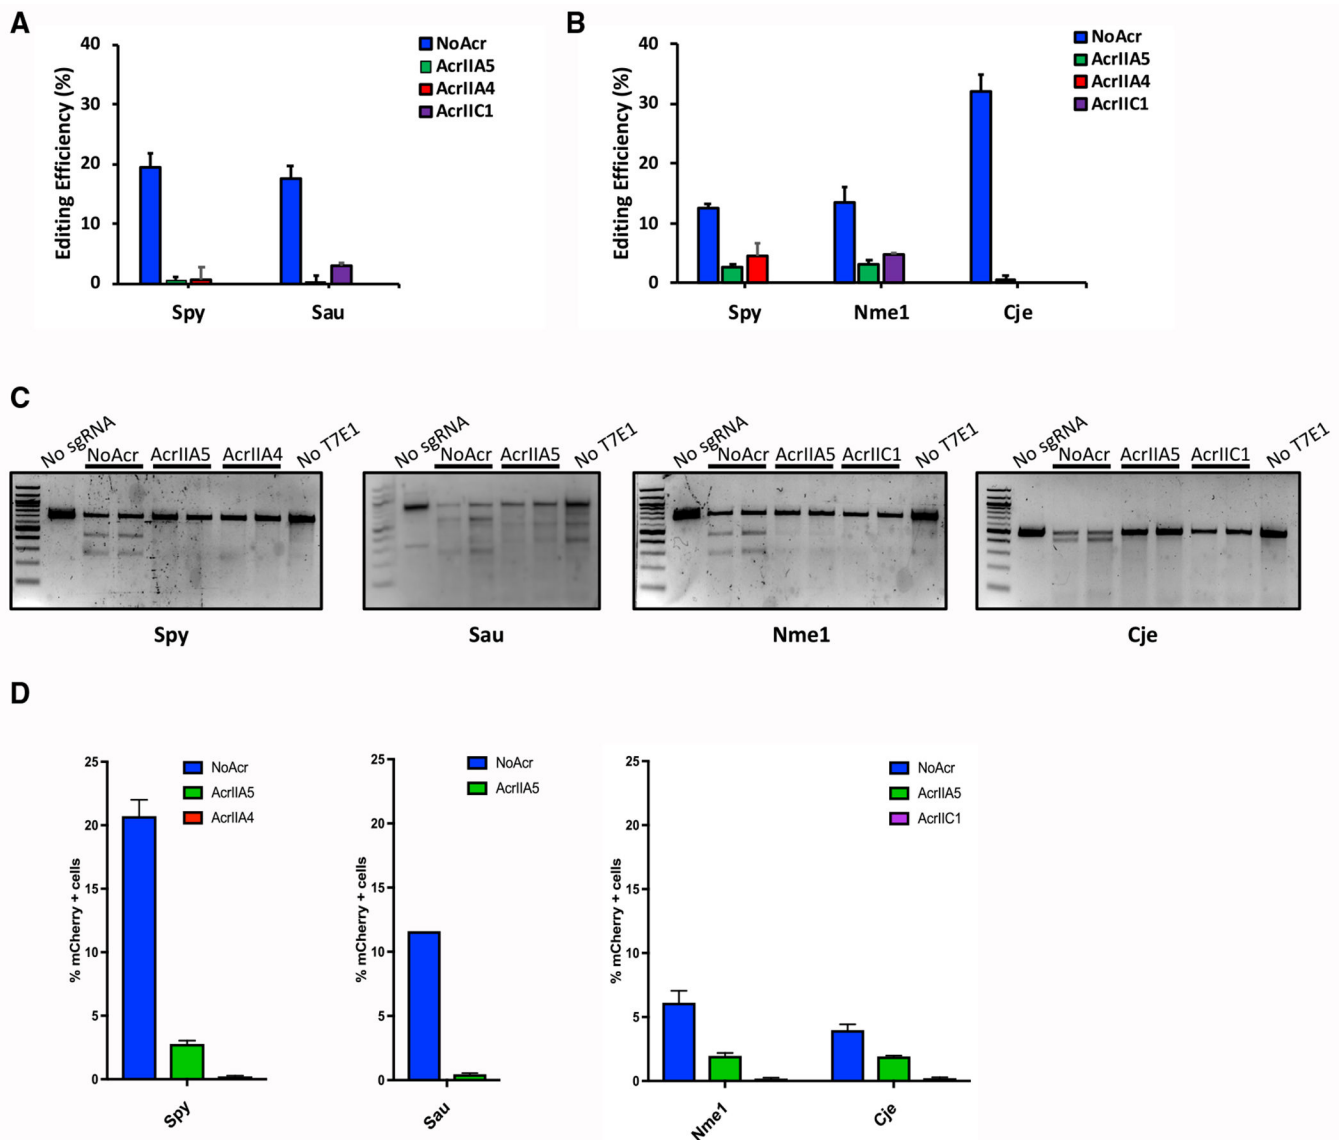 A
Editing Efficiency (%)
40
30
20
10
0
NoAcr
AcrIIA5
AcrIIA4
AcrIIC1
Spy
Sau
B
Editing Efficiency (%)
40
30
20
10
0
NoAcr
AcrIIA5
AcrIIA4
AcrIIC1
Spy
Nme1
Cje
C
No sgRNA
NoAcr
AcrIIA5
AcrIIA4
No T7E1
Spy
No sgRNA
NoAcr
AcrIIA5
No T7E1
Sau
No sgRNA
NoAcr
AcrIIA5
AcrIIC1
No T7E1
Nme1
No sgRNA
NoAcr
AcrIIA5
AcrIIC1
No T7E1
Cje
D
% mCherry + cells
25
20
15
10
5
0
NoAcr
AcrIIA5
AcrIIA4
Spy
% mCherry + cells
25
20
15
10
5
0
NoAcr
AcrIIA5
Sau
% mCherry + cells
25
20
15
10
5
0
NoAcr
AcrIIA5
AcrIIC1
Nme1
Cje